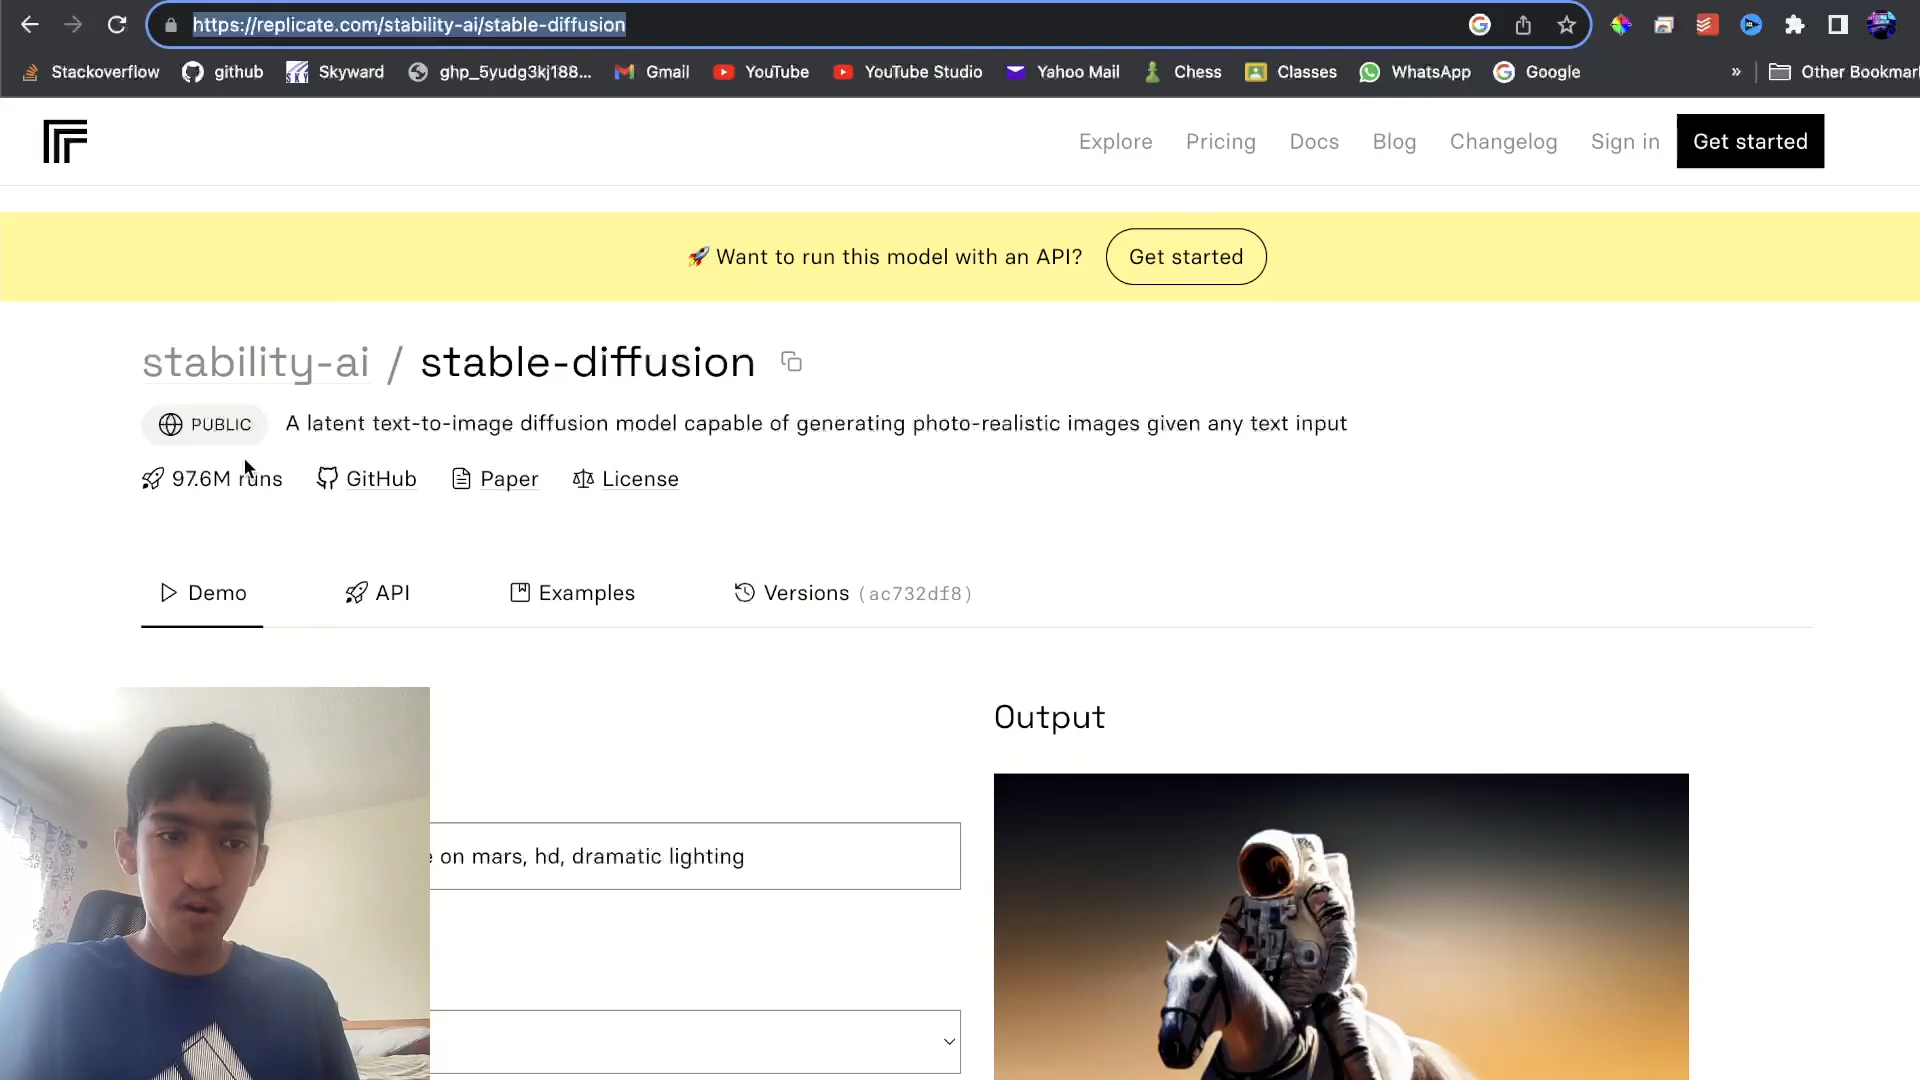 https://replicate.com/stability-ai/stable-diffusion
Stackoverflow github Skyward ghp_5yudg3kj188... Gmail YouTube YouTube Studio Yahoo Mail Chess Classes WhatsApp Google » Other Bookmar
Explore Pricing Docs Blog Changelog Sign in Get started
🚀 Want to run this model with an API? Get started
stability-ai / stable-diffusion
PUBLIC A latent text-to-image diffusion model capable of generating photo-realistic images given any text input
97.6M runs GitHub Paper License
Demo API Examples Versions (ac732df8)
Output
on mars, hd, dramatic lighting